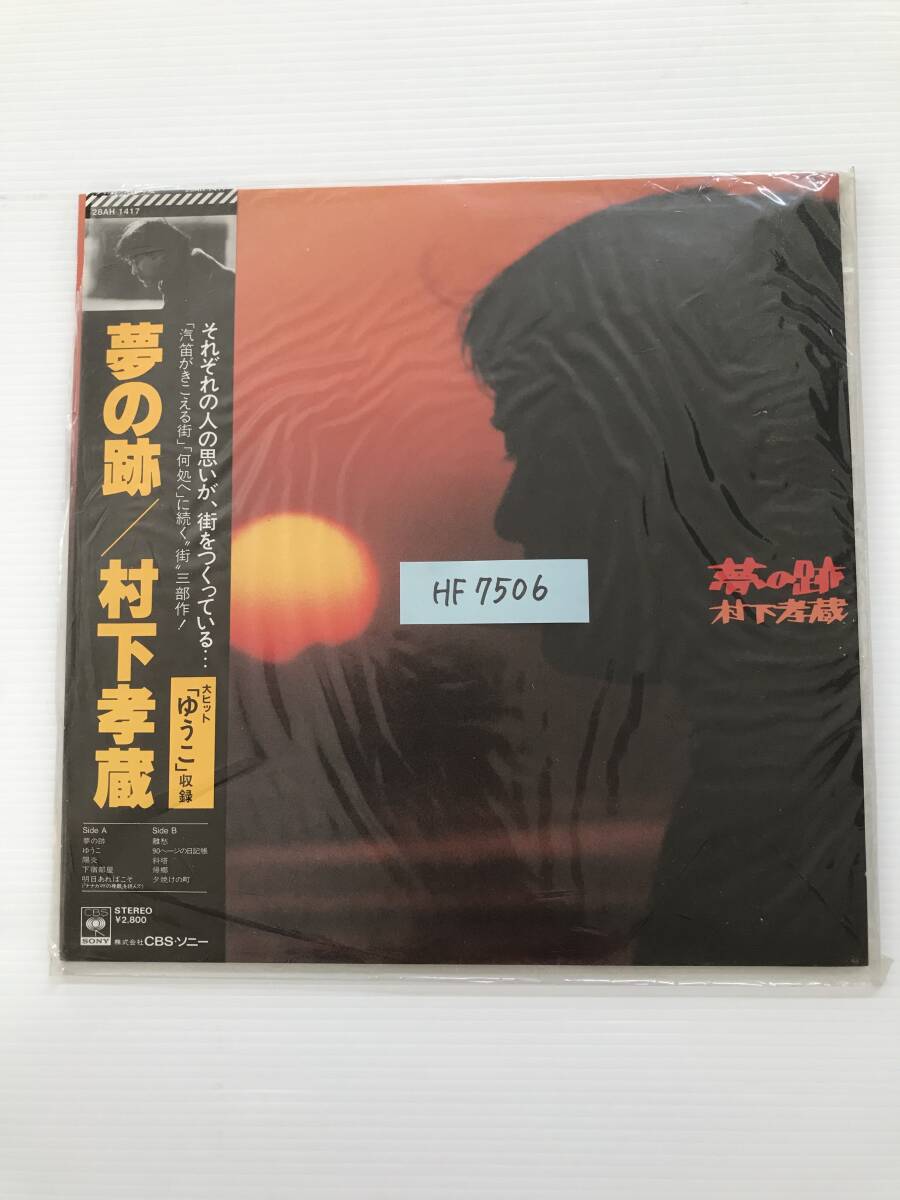 28AH 1417
夢の跡／村下孝蔵
それぞれの人の思いが、街をつくっている…
「汽笛がきこえる街」「何処へ」に続く“街”三部作！
大ヒット
「ゆうこ」収録
Side A
夢の跡
ゆうこ
陽炎
下宿部屋
明日あればこそ
Side B
離愁
90ページの日記帳
斜塔
帰郷
夕焼けの町
CBS
SONY
STEREO
¥2,800
株式会社CBS・ソニー
HF 7506
夢の跡
村下孝蔵